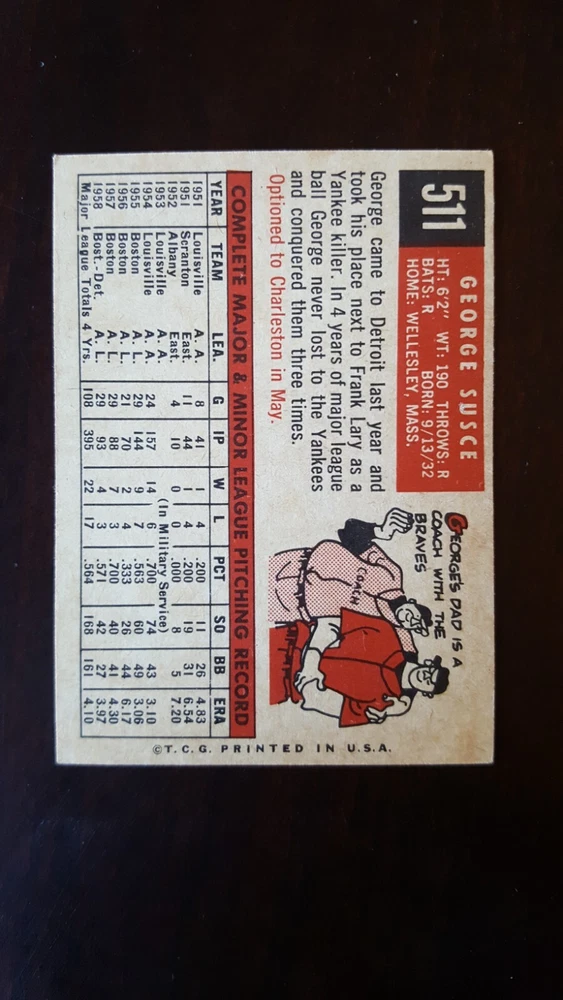 511
GEORGE SUSCE
HT: 6'2" WT: 190 THROWS: R
BATS: R BORN: 9/13/32
HOME: WELLESLEY, MASS.
George came to Detroit last year and
took his place next to Frank Lary as a
Yankee killer. In 4 years of major league
ball George never lost to the Yankees
and conquered them three times.
Optioned to Charleston in May.
GEORGE'S DAD IS A
COACH WITH THE
BRAVES
COACH
COMPLETE MAJOR & MINOR LEAGUE PITCHING RECORD
YEAR TEAM LEA. G IP W L PCT SO BB ERA
1951 Louisville A. A. 8 41 1 4 .200 11 26 4.83
1951 Scranton East. 11 44 1 4 .200 19 31 6.54
1952 Albany East. 4 10 0 0 .000 8 5 7.20
1953 Louisville A. A. (In Military Service)
1954 Louisville A. A. 24 157 14 6 .700 74 43 3.10
1955 Boston A. L. 29 144 9 7 .563 60 49 3.06
1956 Boston A. L. 21 70 2 4 .333 26 44 6.17
1957 Boston A. L. 29 88 7 3 .700 40 41 4.30
1958 Bost.-Det. A. L. 29 93 4 3 .571 42 27 3.97
Major League Totals 4 Yrs. 108 395 22 17 .564 168 161 4.10
©T. C. G. PRINTED IN U.S.A.